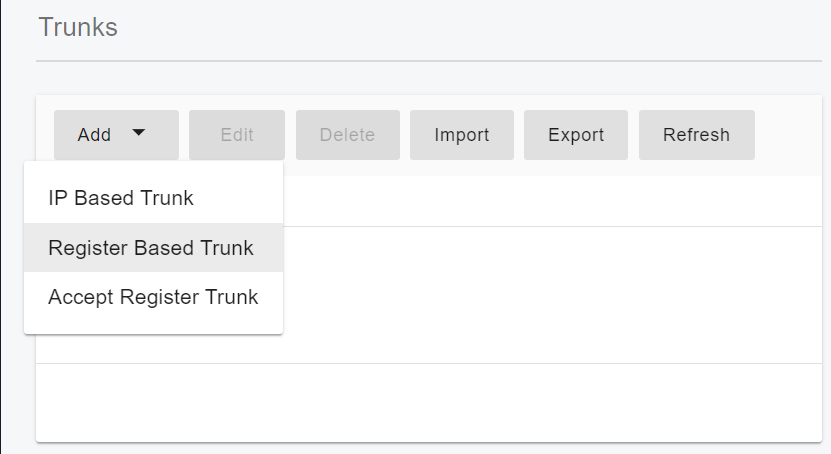 Trunks
Add Edit Delete Import Export Refresh
IP Based Trunk
Register Based Trunk
Accept Register Trunk